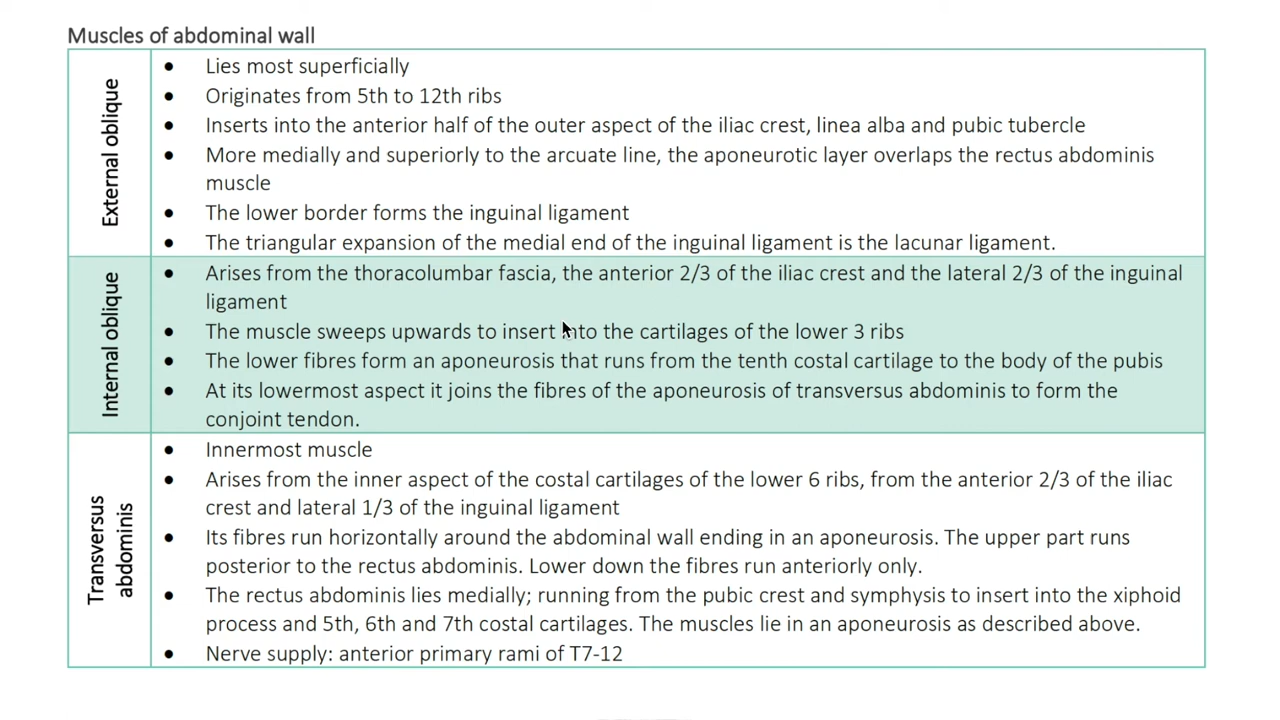 Muscles of abdominal wall
External oblique
Lies most superficially
Originates from 5th to 12th ribs
Inserts into the anterior half of the outer aspect of the iliac crest, linea alba and pubic tubercle
More medially and superiorly to the arcuate line, the aponeurotic layer overlaps the rectus abdominis
muscle
The lower border forms the inguinal ligament
The triangular expansion of the medial end of the inguinal ligament is the lacunar ligament.
Internal oblique
Arises from the thoracolumbar fascia, the anterior 2/3 of the iliac crest and the lateral 2/3 of the inguinal
ligament
The muscle sweeps upwards to insert into the cartilages of the lower 3 ribs
The lower fibres form an aponeurosis that runs from the tenth costal cartilage to the body of the pubis
At its lowermost aspect it joins the fibres of the aponeurosis of transversus abdominis to form the
conjoint tendon.
Transversus
abdominis
Innermost muscle
Arises from the inner aspect of the costal cartilages of the lower 6 ribs, from the anterior 2/3 of the iliac
crest and lateral 1/3 of the inguinal ligament
Its fibres run horizontally around the abdominal wall ending in an aponeurosis. The upper part runs
posterior to the rectus abdominis. Lower down the fibres run anteriorly only.
The rectus abdominis lies medially; running from the pubic crest and symphysis to insert into the xiphoid
process and 5th, 6th and 7th costal cartilages. The muscles lie in an aponeurosis as described above.
Nerve supply: anterior primary rami of T7-12